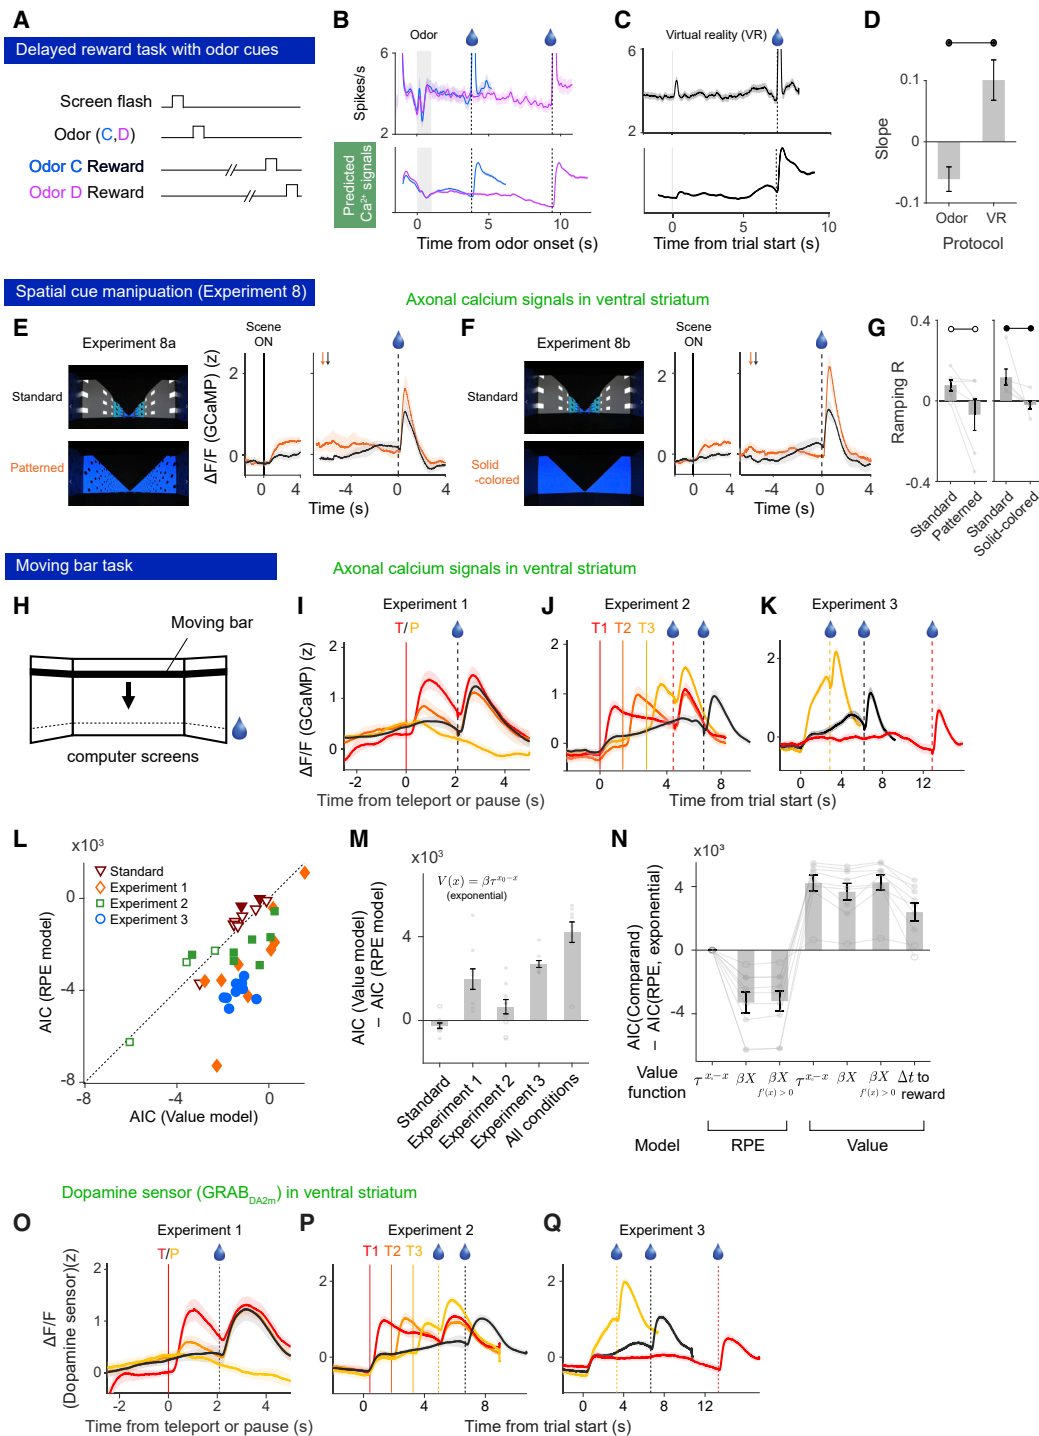 A
Delayed reward task with odor cues
Screen flash
Odor (C,D)
Odor C Reward
Odor D Reward
B
Odor
Spikes/s
6
2
Predicted
Ca²⁺ signals
0
5
10
Time from odor onset (s)
C
Virtual reality (VR)
6
2
0
5
10
Time from trial start (s)
D
Slope
0.1
0
-0.1
Odor
VR
Protocol
Spatial cue manipuation (Experiment 8)
Axonal calcium signals in ventral striatum
E
Experiment 8a
Standard
Patterned
Scene
ON
ΔF/F (GCaMP) (z)
2
0
0
4
-4
0
4
Time (s)
F
Experiment 8b
Standard
Solid
-colored
Scene
ON
2
0
0
4
-4
0
4
Time (s)
G
Ramping R
0.4
0
-0.4
Standard
Patterned
Standard
Solid-colored
Moving bar task
Axonal calcium signals in ventral striatum
H
Moving bar
computer screens
I
Experiment 1
T/P
ΔF/F (GCaMP) (z)
2
1
0
-2
0
2
4
Time from teleport or pause (s)
J
Experiment 2
T1
T2
T3
2
1
0
0
4
8
Time from trial start (s)
K
Experiment 3
2
0
0
4
8
12
L
x10³
Standard
Experiment 1
Experiment 2
Experiment 3
AIC (RPE model)
0
-4
-8
-8
-4
0
AIC (Value model)
M
x10³
V(x) = βτ^{x₀−x}
(exponential)
AIC (Value model)
− AIC (RPE model)
4
0
Standard
Experiment 1
Experiment 2
Experiment 3
All conditions
N
x10³
AIC(Comparand)
− AIC(RPE, exponential)
4
0
-4
Value
function
τ^{x₀−x}
βX
βX
f'(x) > 0
τ^{x₀−x}
βX
βX
f'(x) > 0
Δt to
reward
Model
RPE
Value
Dopamine sensor (GRAB_{DA2m}) in ventral striatum
O
Experiment 1
T/P
ΔF/F
(Dopamine sensor)(z)
2
1
0
-2
0
2
4
Time from teleport or pause (s)
P
Experiment 2
T1
T2
T3
2
0
0
4
8
Time from trial start (s)
Q
Experiment 3
2
0
0
4
8
12